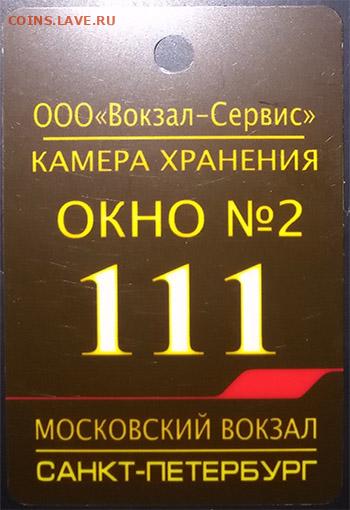 COINS.LAVE.RU
ООО«Вокзал-Сервис»
КАМЕРА ХРАНЕНИЯ
ОКНО №2
111
МОСКОВСКИЙ ВОКЗАЛ
САНКТ-ПЕТЕРБУРГ